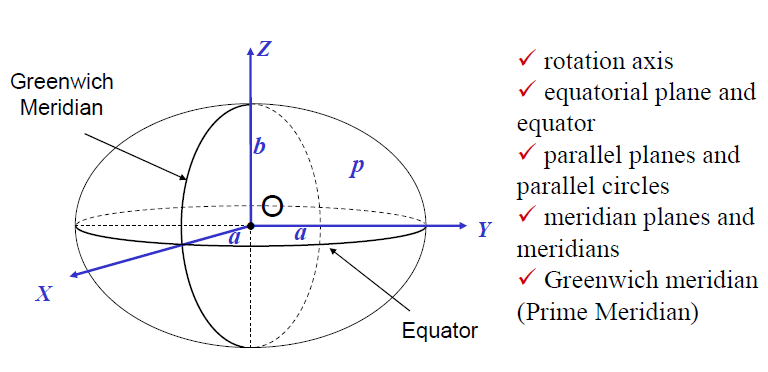 Z
Greenwich
Meridian
b
p
O
a
a
Y
X
Equator
✓ rotation axis
✓ equatorial plane and
equator
✓ parallel planes and
parallel circles
✓ meridian planes and
meridians
✓ Greenwich meridian
(Prime Meridian)